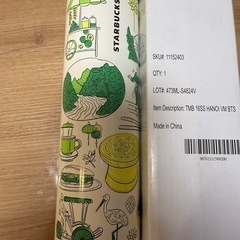 STARBUCKS
SKU#: 11152403
QTY: 1
LOT#: 473ML-S4824V
Item Description: TMB 16SS HANOI VM BTS
Made in China